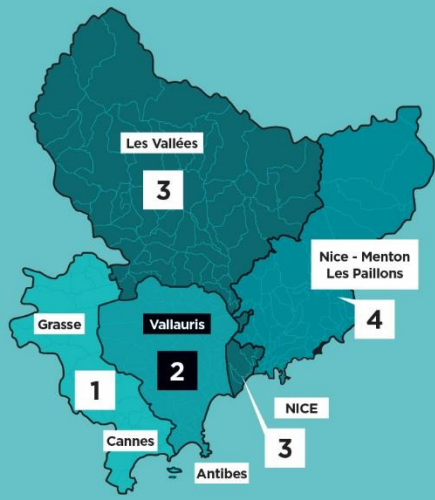 Les Vallées
3
Nice - Menton
Les Paillons
4
Grasse
Vallauris
1
2
NICE
3
Cannes
Antibes